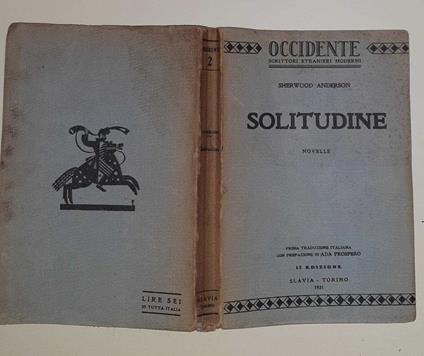 OCCIDENTE
SCRITTORI STRANIERI MODERNI
SHERWOOD ANDERSON
SOLITUDINE
NOVELLE
PRIMA TRADUZIONE ITALIANA
CON PREFAZIONE DI ADA PROSPERO
II EDIZIONE
SLAVIA - TORINO
1931
2
SLAVIA
LIRE SEI
IN TUTTA ITALIA